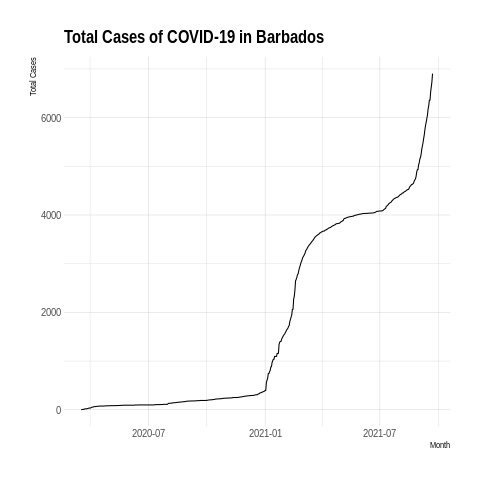 Total Cases of COVID-19 in Barbados
Total Cases
6000
4000
2000
0
2020-07
2021-01
2021-07
Month